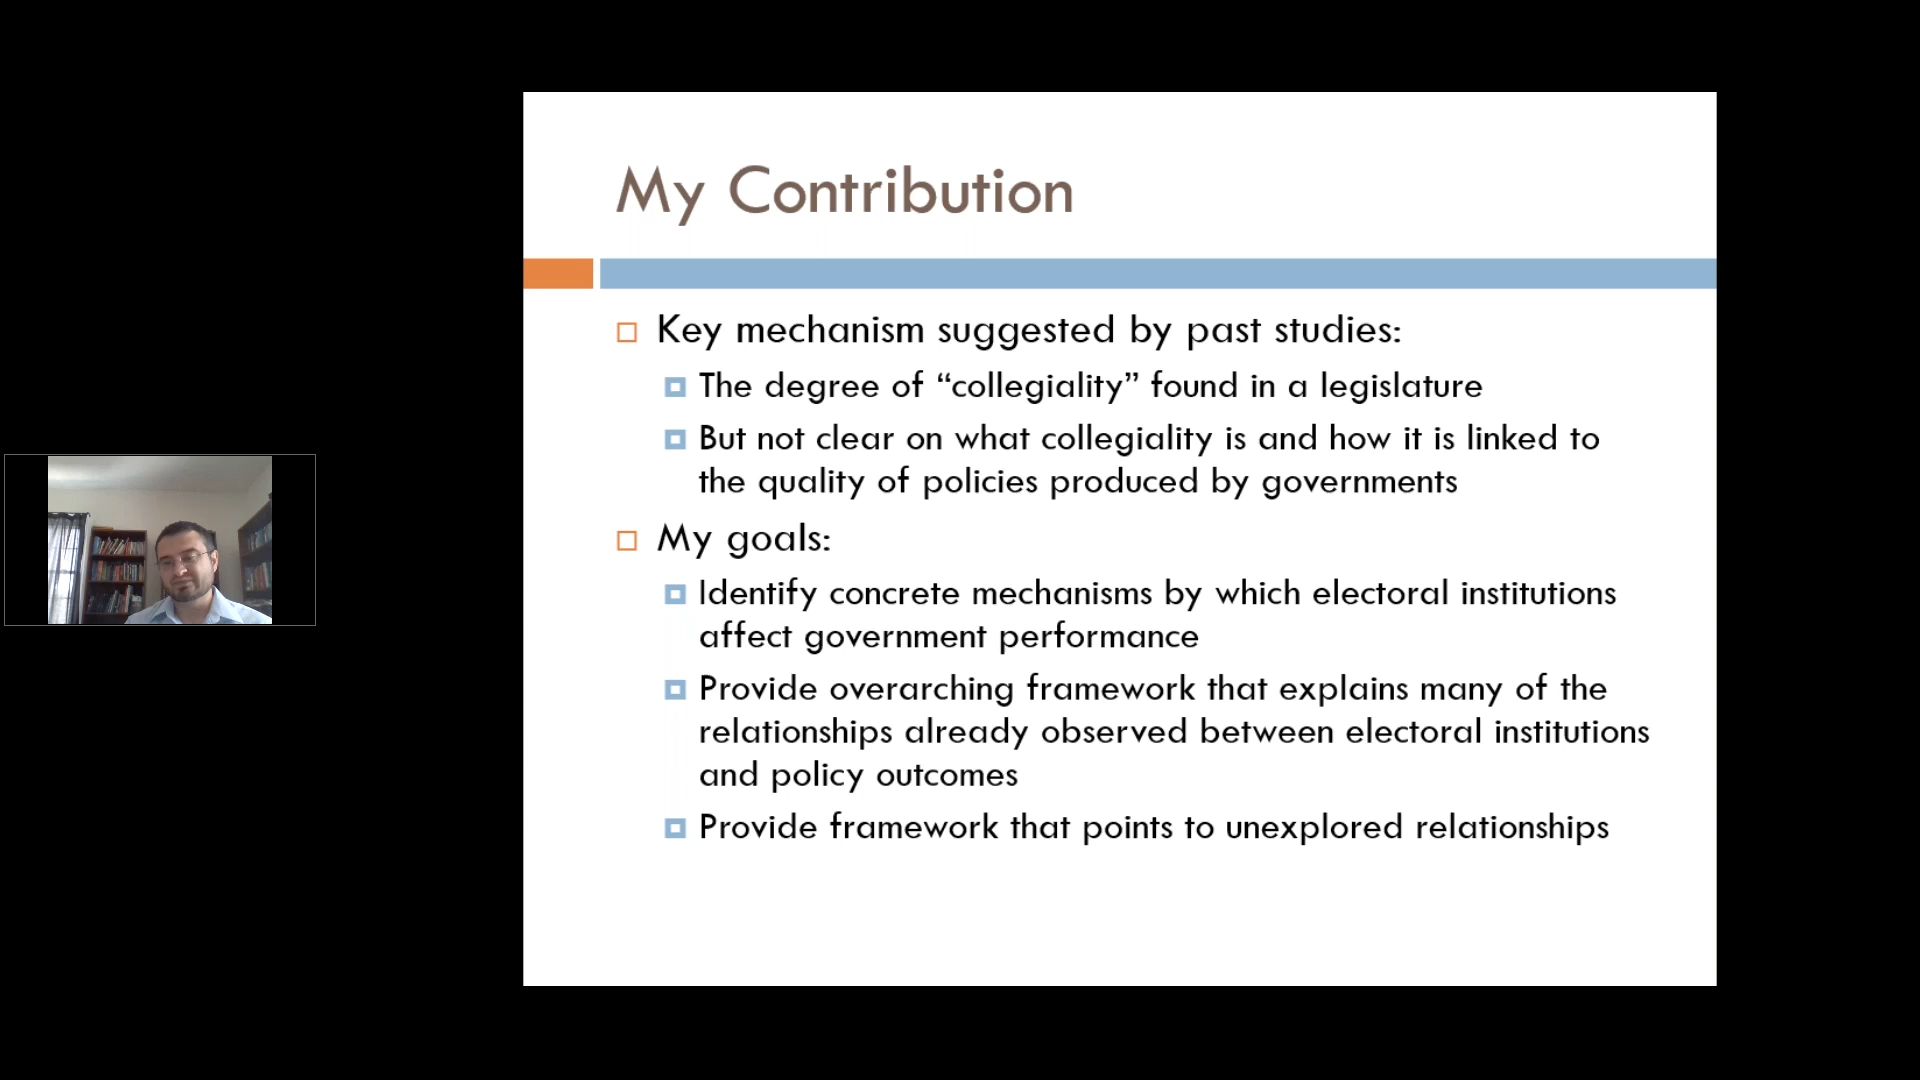 My Contribution
Key mechanism suggested by past studies:
The degree of “collegiality” found in a legislature
But not clear on what collegiality is and how it is linked to
the quality of policies produced by governments
My goals:
Identify concrete mechanisms by which electoral institutions
affect government performance
Provide overarching framework that explains many of the
relationships already observed between electoral institutions
and policy outcomes
Provide framework that points to unexplored relationships